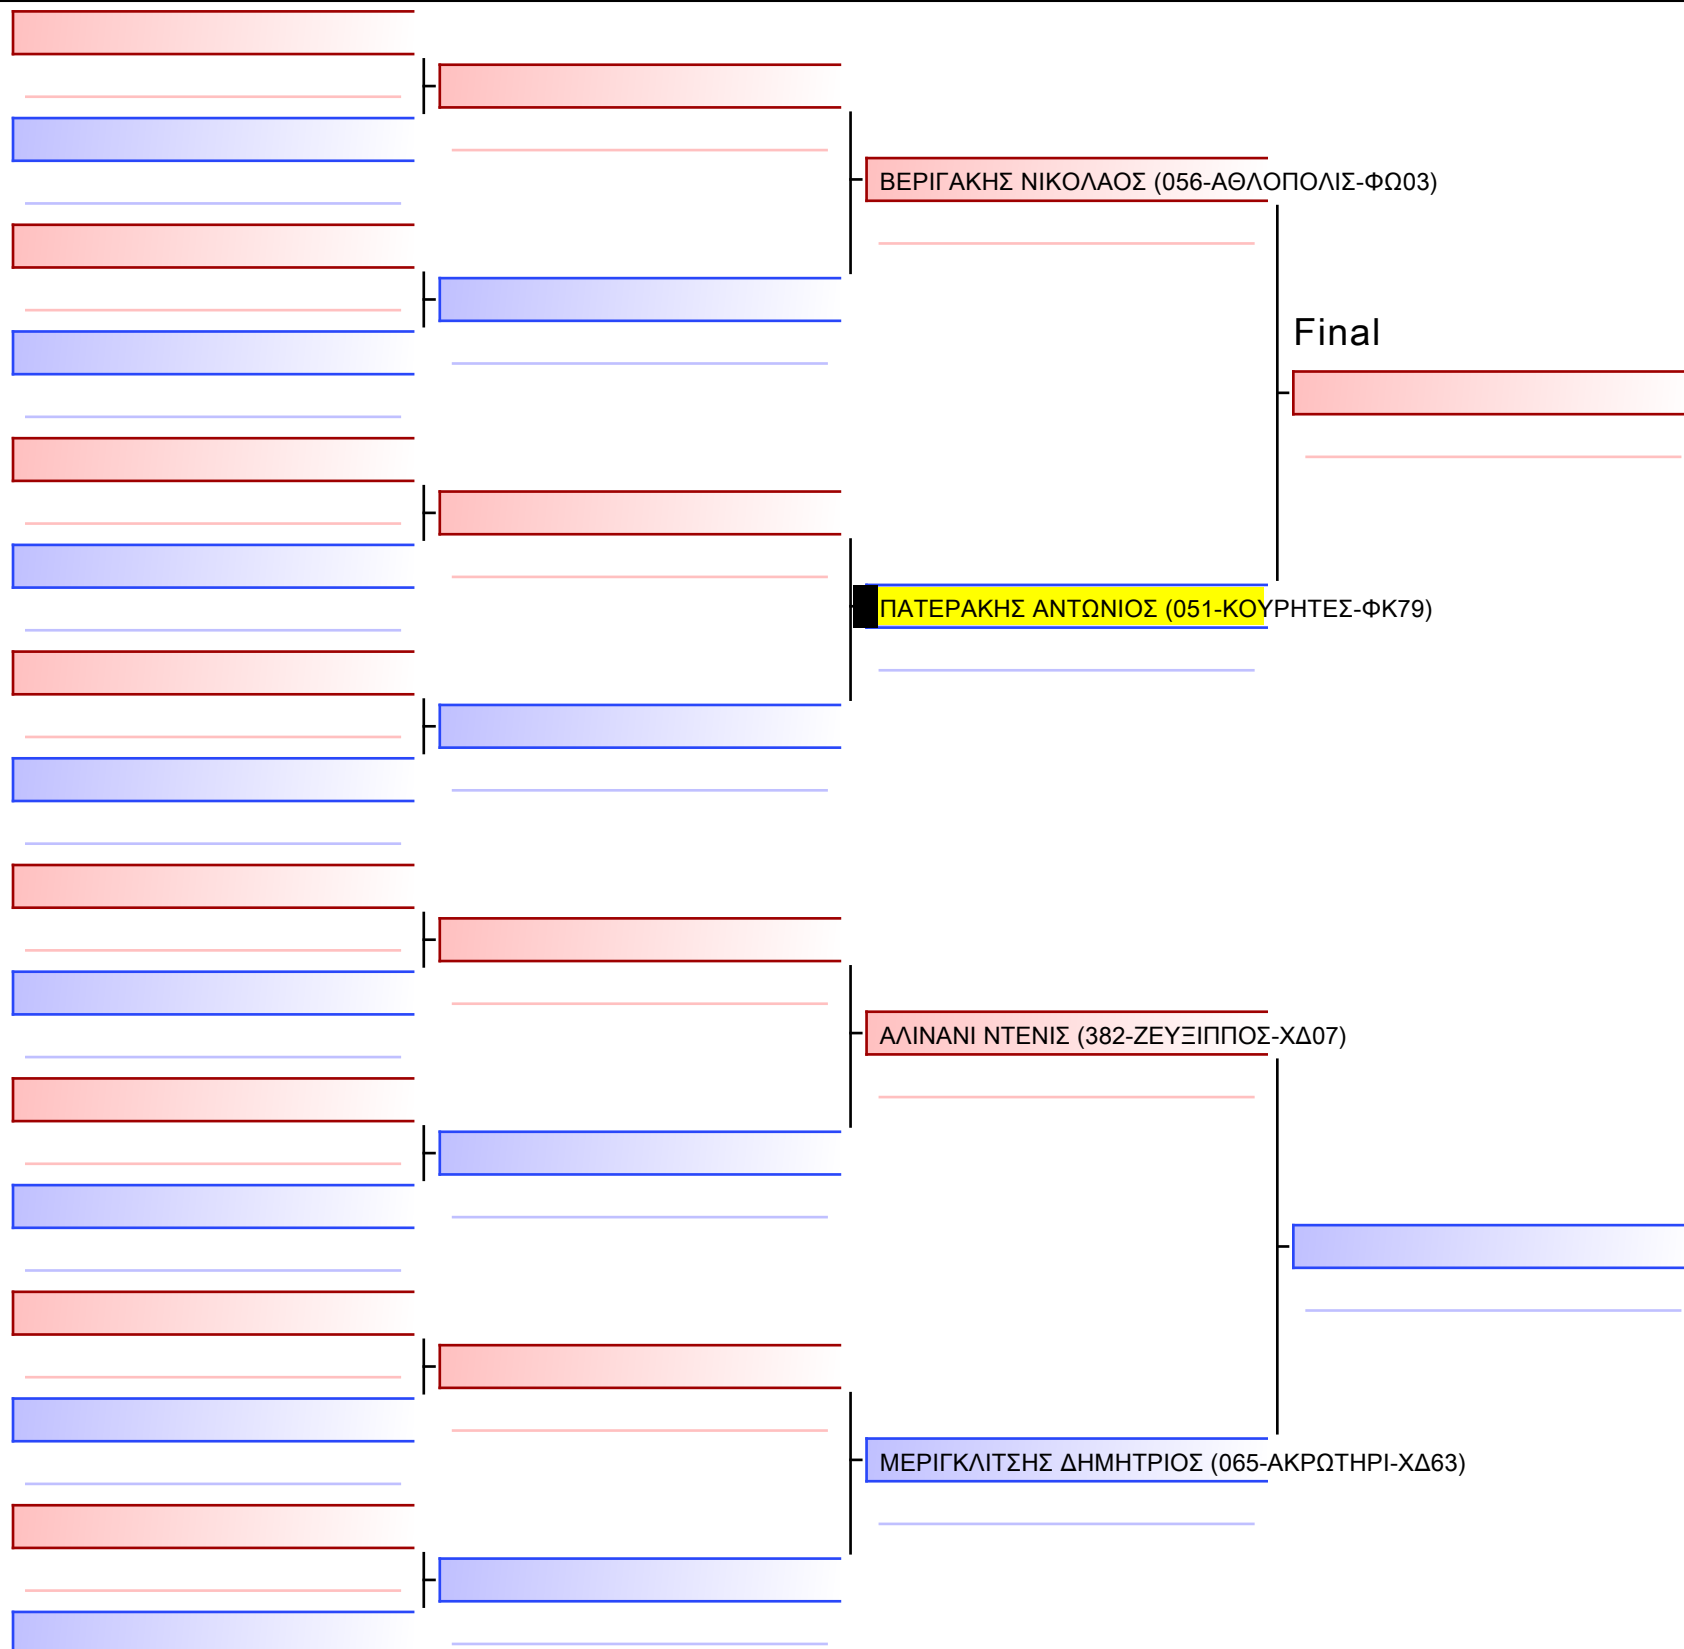 ΒΕΡΙΓΑΚΗΣ ΝΙΚΟΛΑΟΣ (056-ΑΘΛΟΠΟΛΙΣ-ΦΩ03)
Final
ΠΑΤΕΡΑΚΗΣ ΑΝΤΩΝΙΟΣ (051-ΚΟΥΡΗΤΕΣ-ΦΚ79)
ΑΛΙΝΑΝΙ ΝΤΕΝΙΣ (382-ΖΕΥΞΙΠΠΟΣ-ΧΔ07)
ΜΕΡΙΓΚΛΙΤΣΗΣ ΔΗΜΗΤΡΙΟΣ (065-ΑΚΡΩΤΗΡΙ-ΧΔ63)